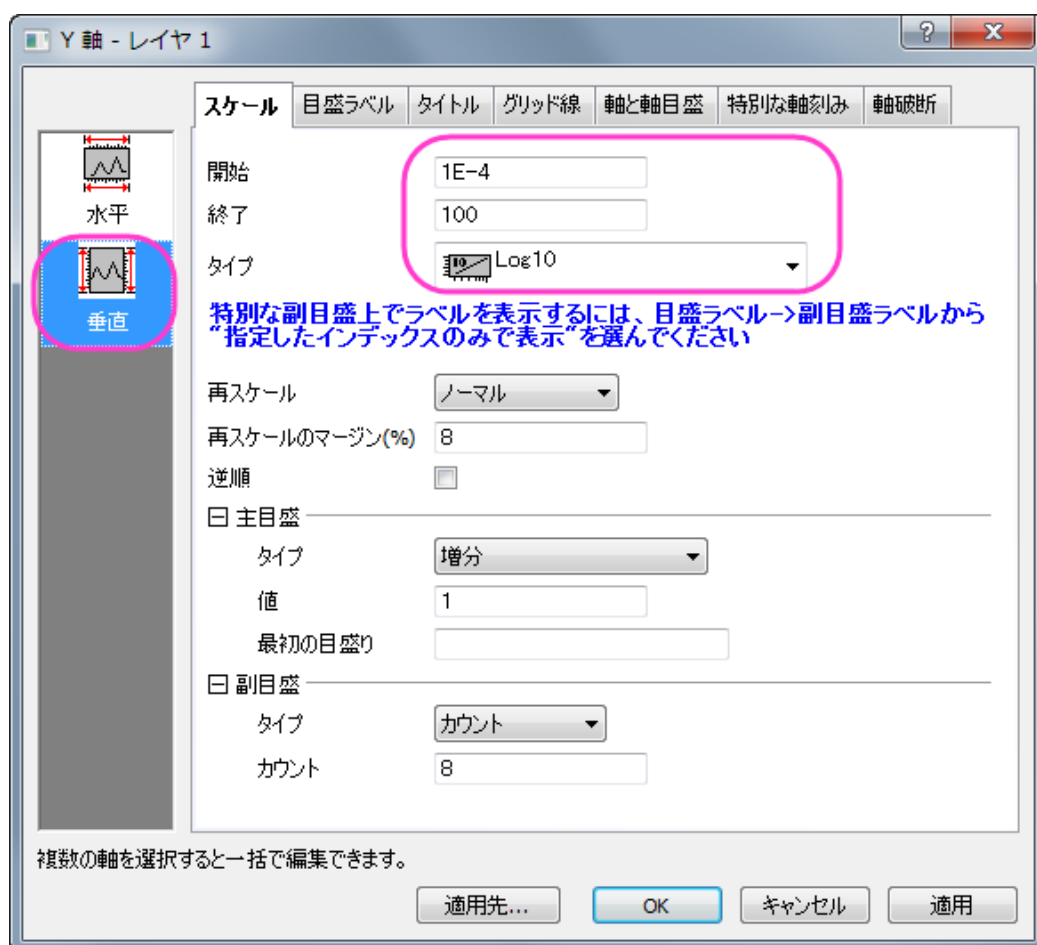 Y 軸 - レイヤ 1
スケール 目盛ラベル タイトル グリッド線 軸と軸目盛 特別な軸刻み 軸破断
水平
垂直
開始 1E-4
終了 100
タイプ Log10
特別な副目盛上でラベルを表示するには、目盛ラベル->副目盛ラベルから
"指定したインデックスのみで表示"を選んでください
再スケール ノーマル
再スケールのマージン(%) 8
逆順
主目盛
タイプ 増分
値 1
最初の目盛り
副目盛
タイプ カウント
カウント 8
複数の軸を選択すると一括で編集できます。
適用先... OK キャンセル 適用